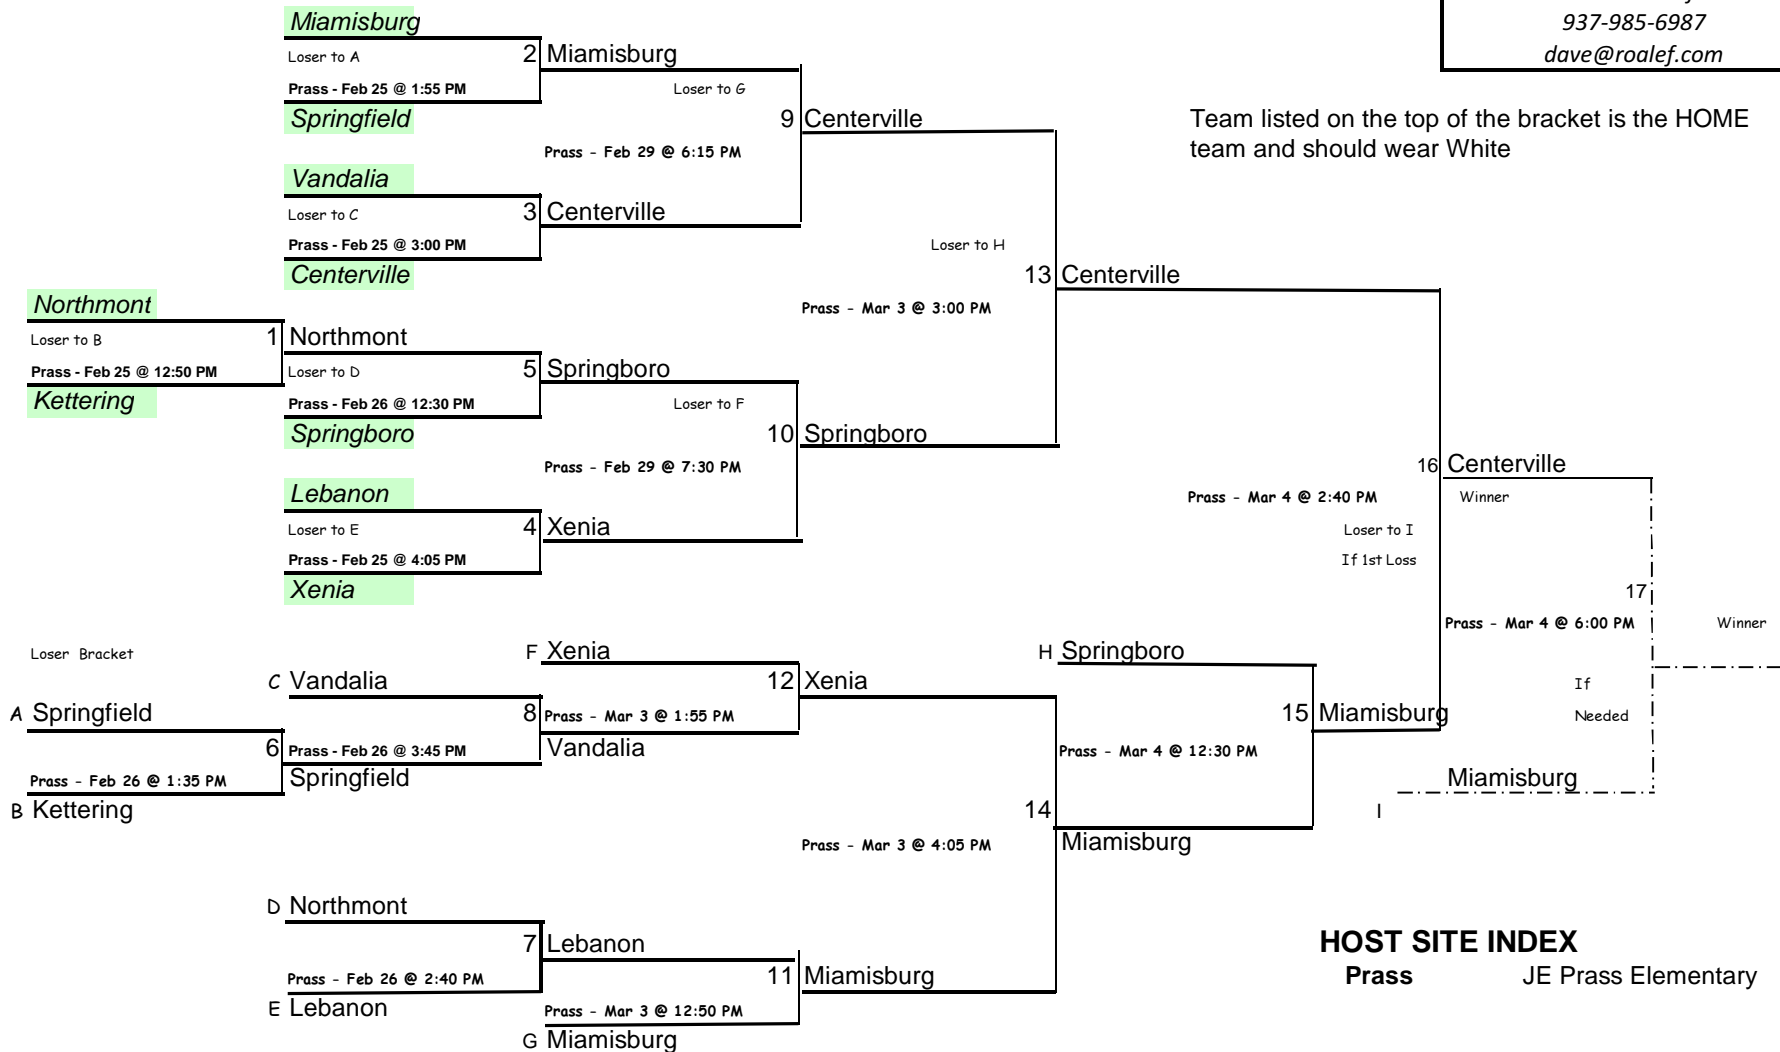 Miamisburg
Loser to A
2 Miamisburg
Prass - Feb 25 @ 1:55 PM
Loser to G
Springfield
9 Centerville
Prass - Feb 29 @ 6:15 PM
Vandalia
Loser to C
3 Centerville
Prass - Feb 25 @ 3:00 PM
Loser to H
Centerville
13 Centerville
Northmont
Prass - Mar 3 @ 3:00 PM
Loser to B
1 Northmont
Prass - Feb 25 @ 12:50 PM
Loser to D
5 Springboro
Kettering
Prass - Feb 26 @ 12:30 PM
Loser to F
Springboro
10 Springboro
Prass - Feb 29 @ 7:30 PM
16 Centerville
Lebanon
Prass - Mar 4 @ 2:40 PM
Winner
Loser to E
4 Xenia
Loser to I
Prass - Feb 25 @ 4:05 PM
If 1st Loss
Xenia
17
Prass - Mar 4 @ 6:00 PM
Winner
937-985-6987
dave@roalef.com
Team listed on the top of the bracket is the HOME
team and should wear White
Loser Bracket
F Xenia
H Springboro
C Vandalia
12 Xenia
If
A Springfield
8
Prass - Mar 3 @ 1:55 PM
15 Miamisburg
Needed
6
Prass - Feb 26 @ 3:45 PM
Vandalia
Prass - Mar 4 @ 12:30 PM
Prass - Feb 26 @ 1:35 PM
Springfield
Miamisburg
B Kettering
14
I
Prass - Mar 3 @ 4:05 PM
Miamisburg
D Northmont
7 Lebanon
Prass - Feb 26 @ 2:40 PM
11 Miamisburg
E Lebanon
Prass - Mar 3 @ 12:50 PM
G Miamisburg
HOST SITE INDEX
Prass JE Prass Elementary